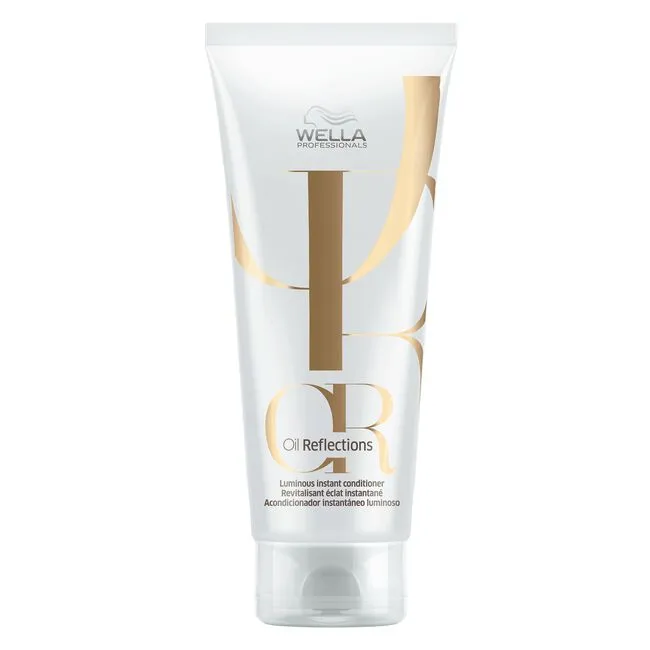 WELLA
PROFESSIONALS
OR
Oil Reflections
Luminous instant conditioner
Revitalisant éclat instantané
Acondicionador instantáneo luminoso